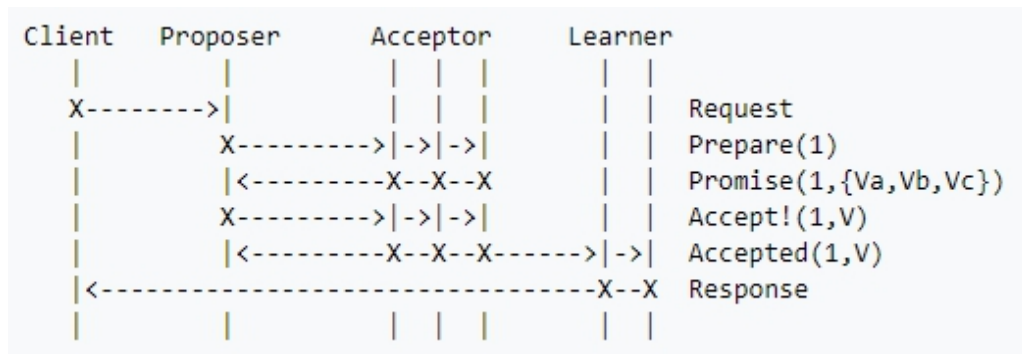 Client   Proposer      Acceptor     Learner
   |         |          |  |  |       |  |
   X-------->|          |  |  |       |  |  Request
   |         X--------->|->|->|       |  |  Prepare(1)
   |         |<---------X--X--X       |  |  Promise(1,{Va,Vb,Vc})
   |         X--------->|->|->|       |  |  Accept!(1,V)
   |         |<---------X--X--X------>|->|  Accepted(1,V)
   |<---------------------------------X--X  Response
   |         |          |  |  |       |  |